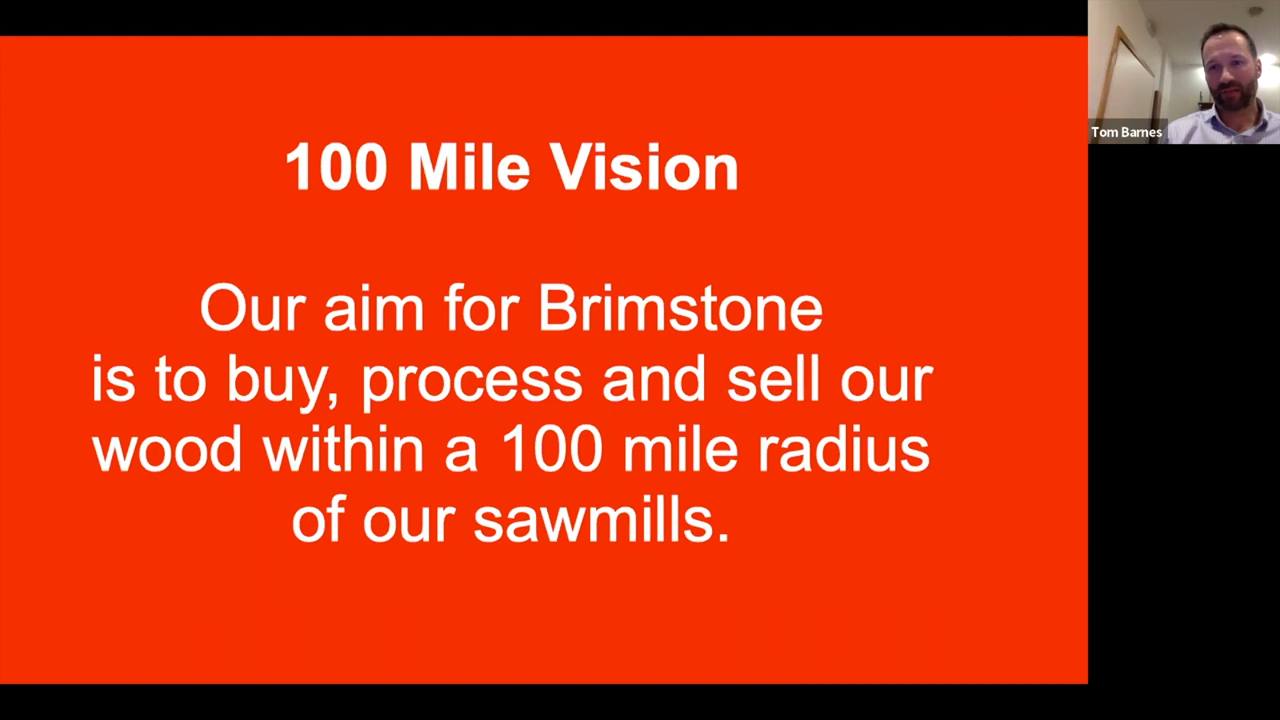 100 Mile Vision
Our aim for Brimstone
is to buy, process and sell our
wood within a 100 mile radius
of our sawmills.
Tom Barnes